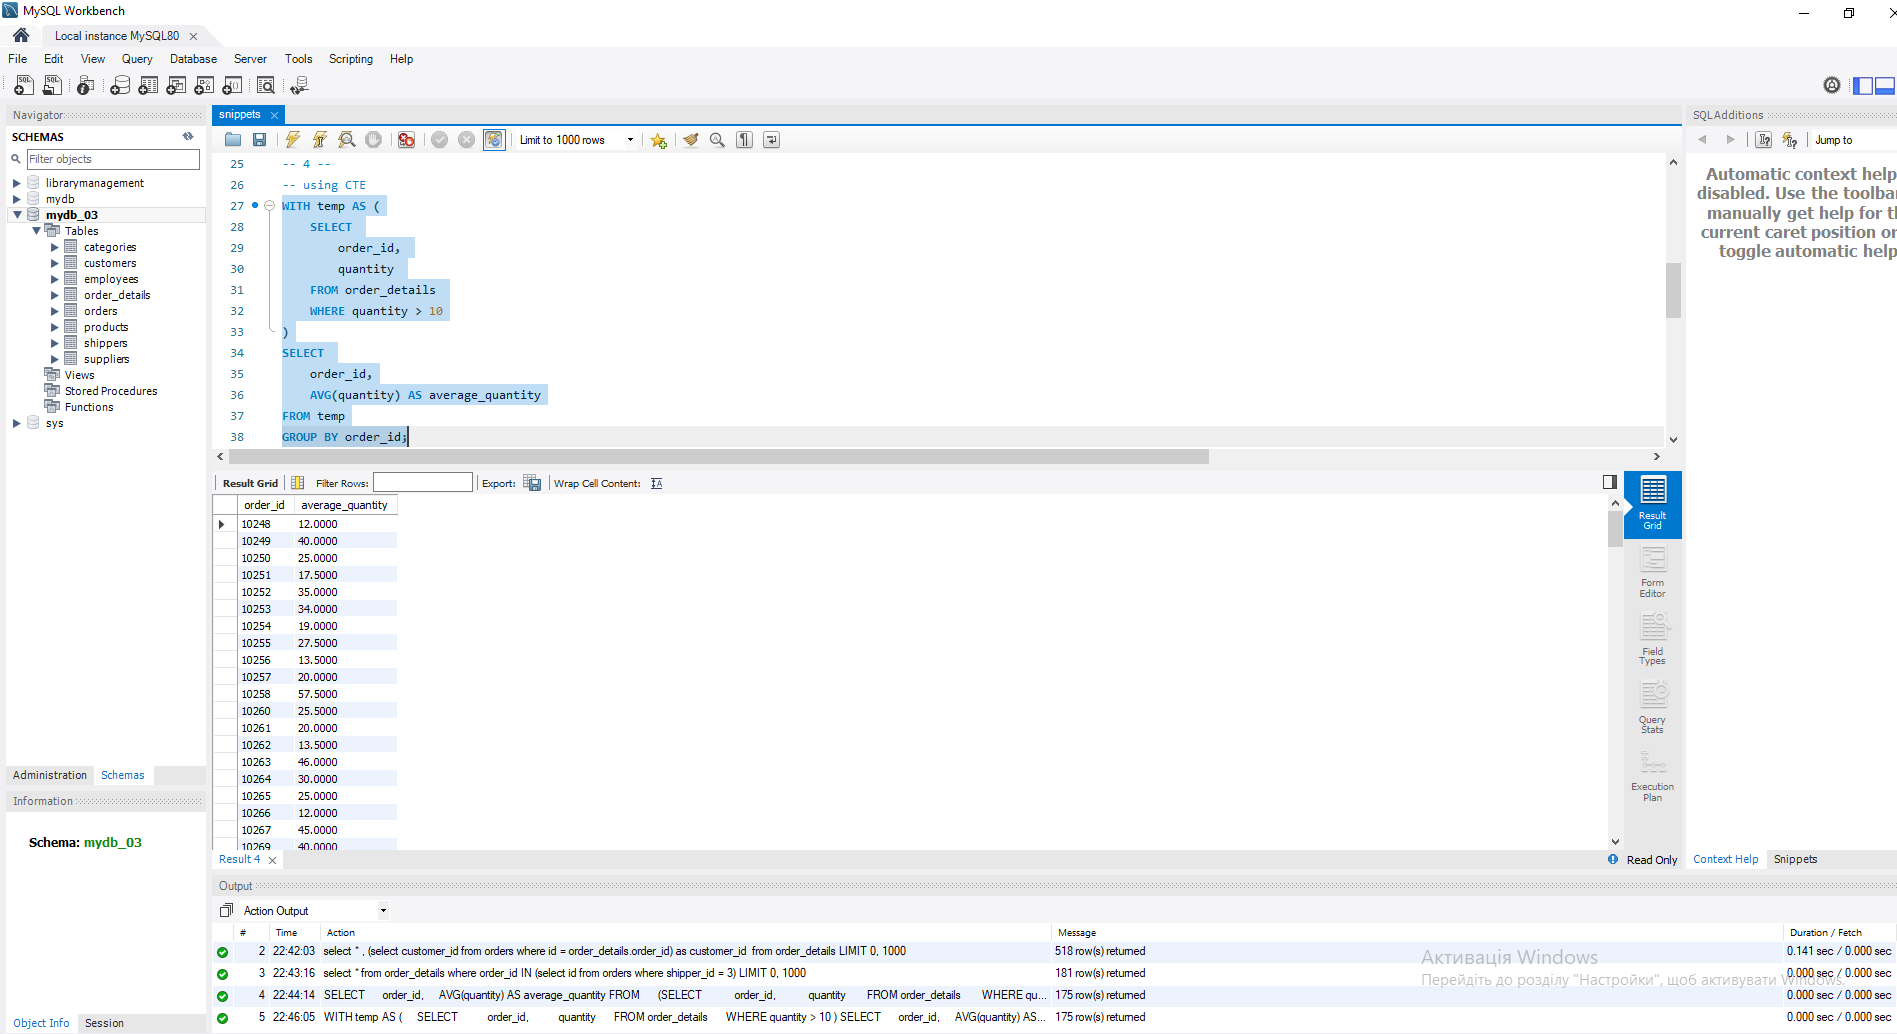 MySQL Workbench
Local instance MySQL80
File Edit View Query Database Server Tools Scripting Help
Navigator
SCHEMAS
Filter objects
librarymanagement
mydb
mydb_03
Tables
categories
customers
employees
order_details
orders
products
shippers
suppliers
Views
Stored Procedures
Functions
sys
Administration Schemas
Information
Schema: mydb_03
Object Info Session
snippets
Limit to 1000 rows
25 -- 4 --
26 -- using CTE
27 WITH temp AS (
28 SELECT
29 order_id,
30 quantity
31 FROM order_details
32 WHERE quantity > 10
33 )
34 SELECT
35 order_id,
36 AVG(quantity) AS average_quantity
37 FROM temp
38 GROUP BY order_id;
Result Grid Filter Rows: Export: Wrap Cell Content:
order_id average_quantity
10248 12.0000
10249 40.0000
10250 25.0000
10251 17.5000
10252 35.0000
10253 34.0000
10254 19.0000
10255 27.5000
10256 13.5000
10257 20.0000
10258 57.5000
10260 25.5000
10261 20.0000
10262 13.5000
10263 46.0000
10264 30.0000
10265 25.0000
10266 12.0000
10267 45.0000
10269 40.0000
Result Grid
Form Editor
Field Types
Query Stats
Execution Plan
Result 4
Read Only
SQLAdditions
Jump to
Automatic context help
disabled. Use the toolba
manually get help for t
current caret position or
toggle automatic help
Context Help Snippets
Output
Action Output
# Time Action Message Duration / Fetch
2 22:42:03 select * , (select customer_id from orders where id = order_details.order_id) as customer_id from order_details LIMIT 0, 1000 518 row(s) returned 0.141 sec / 0.000 sec
3 22:43:16 select * from order_details where order_id IN (select id from orders where shipper_id = 3) LIMIT 0, 1000 181 row(s) returned 0.000 sec / 0.000 sec
4 22:44:14 SELECT order_id, AVG(quantity) AS average_quantity FROM (SELECT order_id, quantity FROM order_details WHERE qu... 175 row(s) returned 0.000 sec / 0.000 sec
5 22:46:05 WITH temp AS ( SELECT order_id, quantity FROM order_details WHERE quantity > 10 ) SELECT order_id, AVG(quantity) AS... 175 row(s) returned 0.000 sec / 0.000 sec
Активація Windows
Перейдіть до розділу "Настройки", щоб активувати Windows.